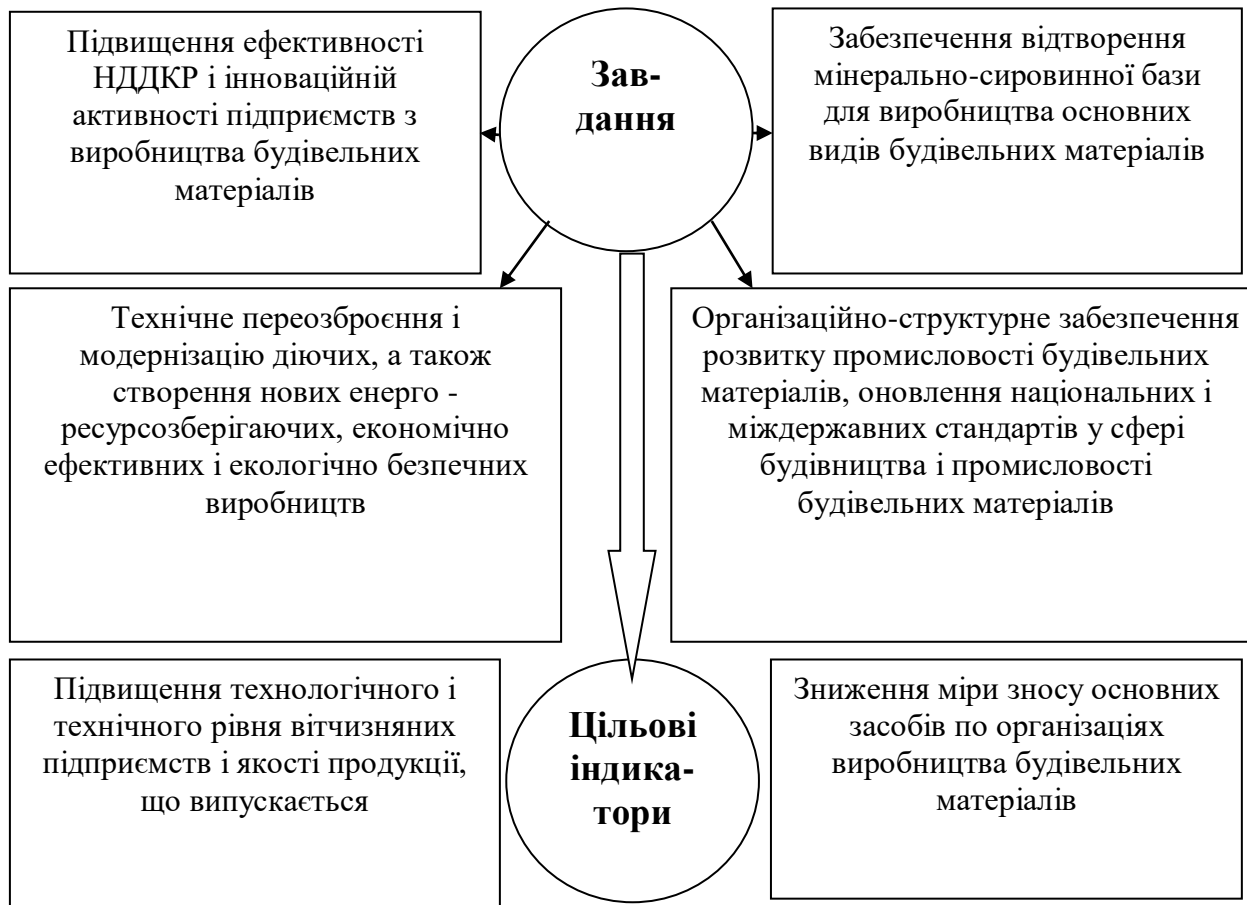 Підвищення ефективності
НДДКР і інноваційній
активності підприємств з
виробництва будівельних
матеріалів
Зав-
дання
Забезпечення відтворення
мінерально-сировинної бази
для виробництва основних
видів будівельних матеріалів
Технічне переозброєння і
модернізацію діючих, а також
створення нових енерго -
ресурсозберігаючих, економічно
ефективних і екологічно безпечних
виробництв
Організаційно-структурне забезпечення
розвитку промисловості будівельних
матеріалів, оновлення національних і
міждержавних стандартів у сфері
будівництва і промисловості
будівельних матеріалів
Підвищення технологічного і
технічного рівня вітчизняних
підприємств і якості продукції,
що випускається
Цільові
індика-
тори
Зниження міри зносу основних
засобів по організаціях
виробництва будівельних
матеріалів